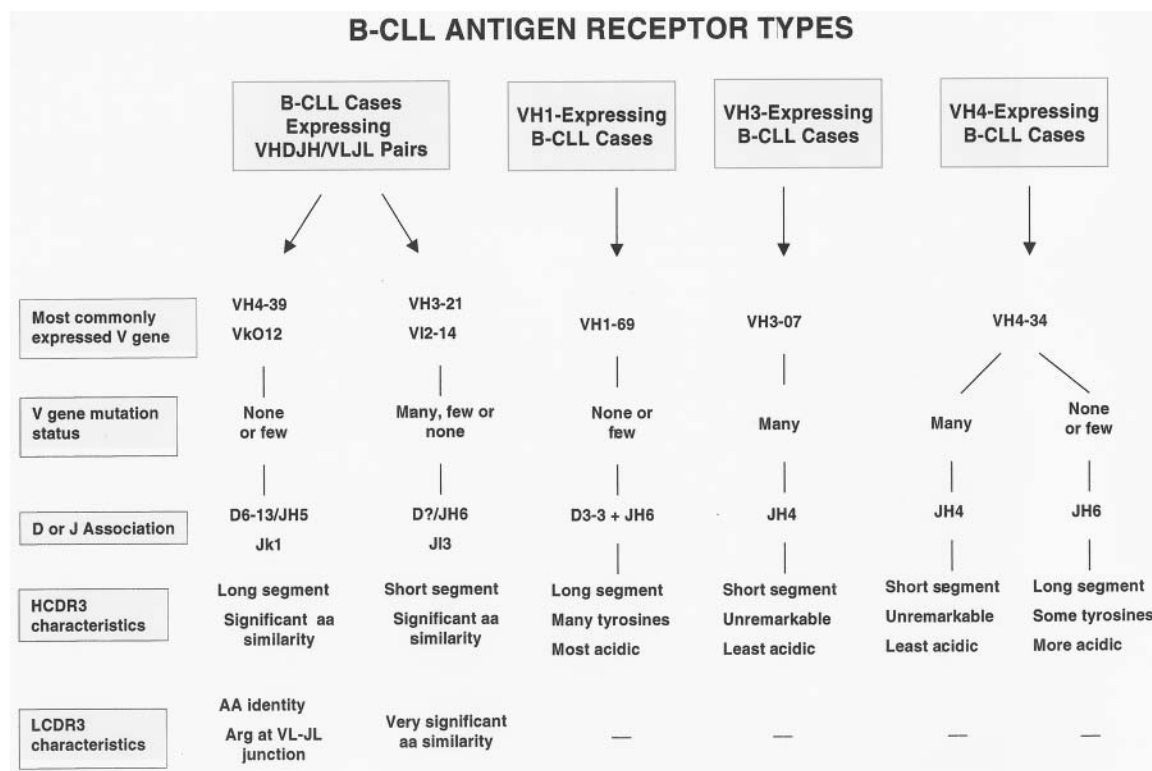 B-CLL ANTIGEN RECEPTOR TYPES
B-CLL Cases
Expressing
VHDJH/VLJL Pairs
VH1-Expressing
B-CLL Cases
VH3-Expressing
B-CLL Cases
VH4-Expressing
B-CLL Cases
Most commonly
expressed V gene
VH4-39
VkO12
VH3-21
Vl2-14
VH1-69
VH3-07
VH4-34
V gene mutation
status
None
or few
Many, few or
none
None or
few
Many
Many
None
or few
D or J Association
D6-13/JH5
Jk1
D?/JH6
Jl3
D3-3 + JH6
JH4
JH4
JH6
HCDR3
characteristics
Long segment
Significant aa
similarity
Short segment
Significant aa
similarity
Long segment
Many tyrosines
Most acidic
Short segment
Unremarkable
Least acidic
Short segment
Unremarkable
Least acidic
Long segment
Some tyrosines
More acidic
LCDR3
characteristics
AA identity
Arg at VL-JL
junction
Very significant
aa similarity
—
—
—
—